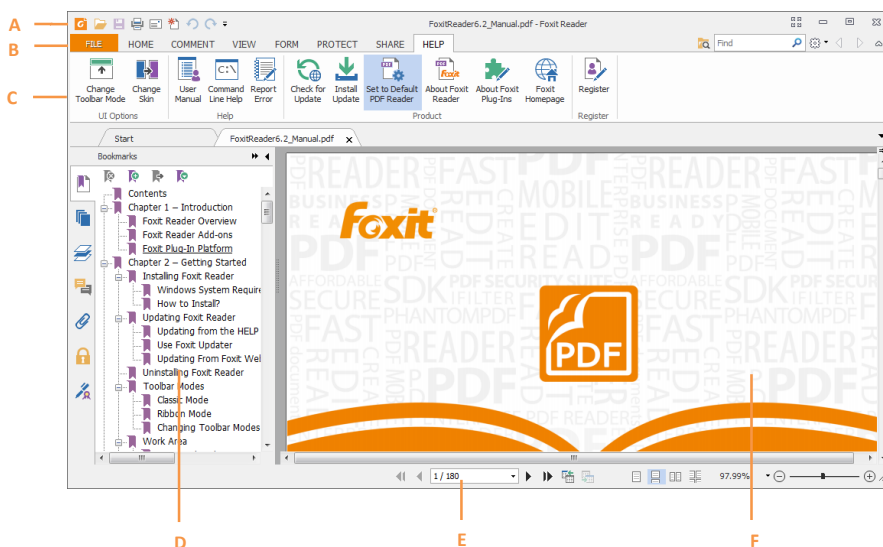 A
FoxitReader6.2_Manual.pdf - Foxit Reader
B
FILE HOME COMMENT VIEW FORM PROTECT SHARE HELP
Find
C
Change Toolbar Mode
Change Skin
User Manual
Command Line Help
Report Error
Check for Update
Install Update
Set to Default PDF Reader
About Foxit Reader
About Foxit Plug-Ins
Foxit Homepage
Register
UI Options
Help
Product
Register
Start
FoxitReader6.2_Manual.pdf x
Bookmarks
Contents
Chapter 1 – Introduction
Foxit Reader Overview
Foxit Reader Add-ons
Foxit Plug-In Platform
Chapter 2 – Getting Started
Installing Foxit Reader
Windows System Require
How to Install?
Updating Foxit Reader
Updating from the HELP
Use Foxit Updater
Updating From Foxit Wel
Uninstalling Foxit Reader
Toolbar Modes
Classic Mode
Ribbon Mode
Changing Toolbar Modes
Work Area
Foxit
PDF
1 / 180
97.99%
D
E
F